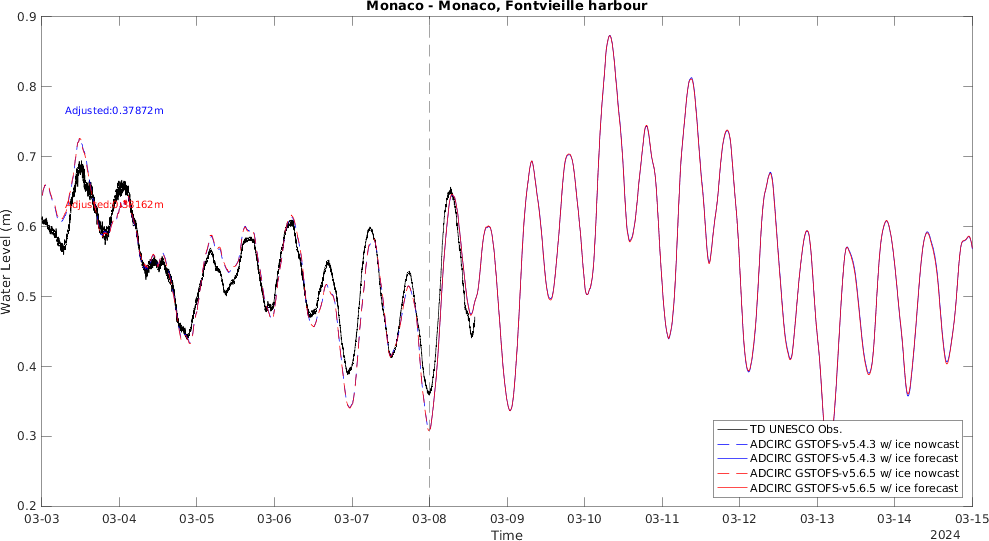 Monaco - Monaco, Fontvieille harbour
0.9
0.8
0.7
0.6
0.5
0.4
0.3
0.2
Water Level (m)
Adjusted:0.37872m
Adjusted:0.38162m
TD UNESCO Obs.
ADCIRC GSTOFS-v5.4.3 w/ ice nowcast
ADCIRC GSTOFS-v5.4.3 w/ ice forecast
ADCIRC GSTOFS-v5.6.5 w/ ice nowcast
ADCIRC GSTOFS-v5.6.5 w/ ice forecast
03-03 03-04 03-05 03-06 03-07 03-08 03-09 03-10 03-11 03-12 03-13 03-14 03-15
Time
2024